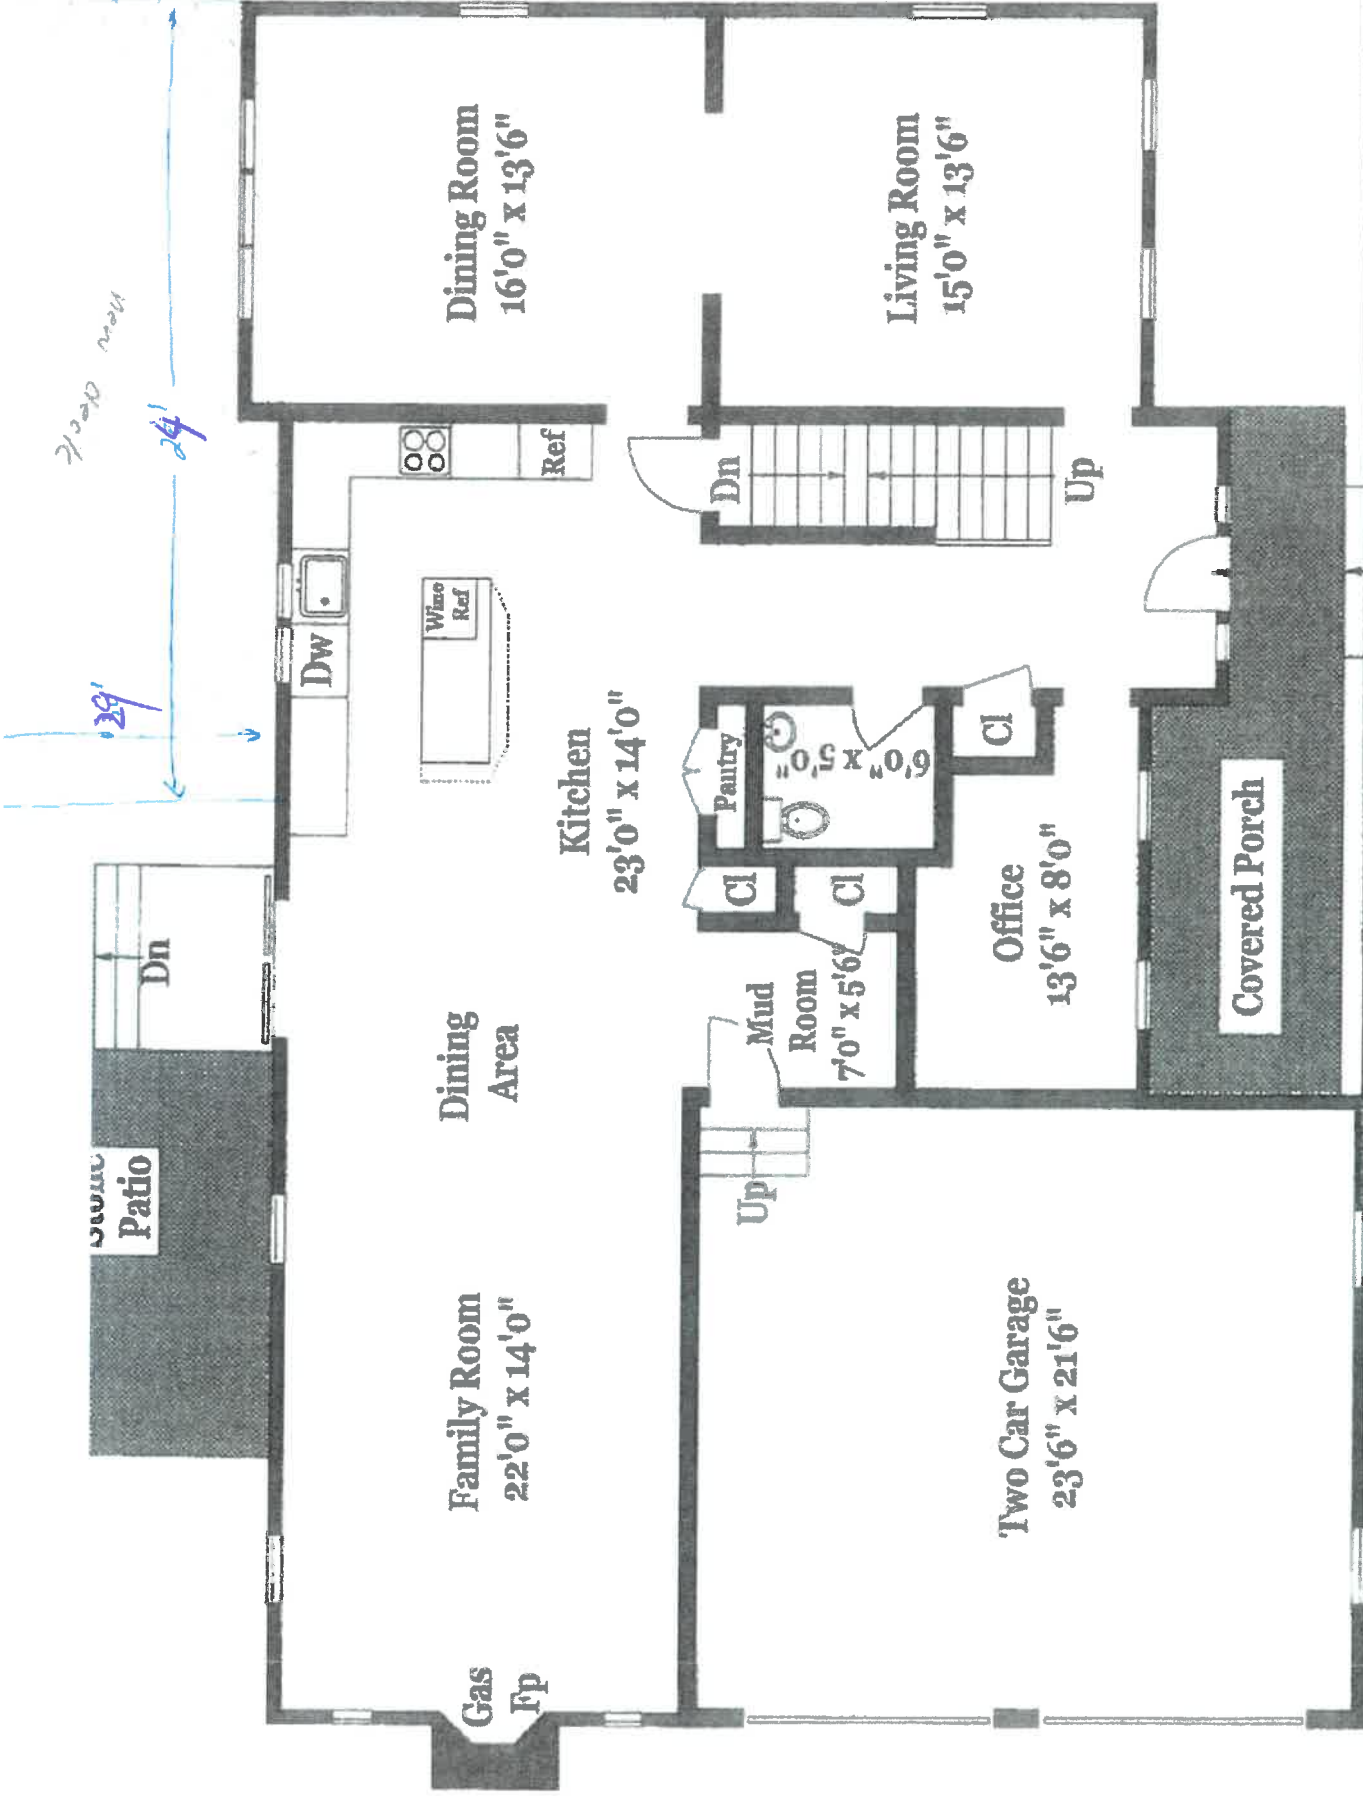 new Deck
24'
29'
Dining Room
16'0" x 13'6"
Living Room
15'0" x 13'6"
Ref
Dn
Up
Wine
Ref
Dw
Kitchen
23'0" x 14'0"
Pantry
6'0" x 5'0"
Cl
Cl
Cl
Dn
Dining
Area
Mud
Room
7'0" x 5'6"
Office
13'6" x 8'0"
Covered Porch
Stone
Patio
Up
Family Room
22'0" x 14'0"
Two Car Garage
23'6" x 21'6"
Gas
Fp